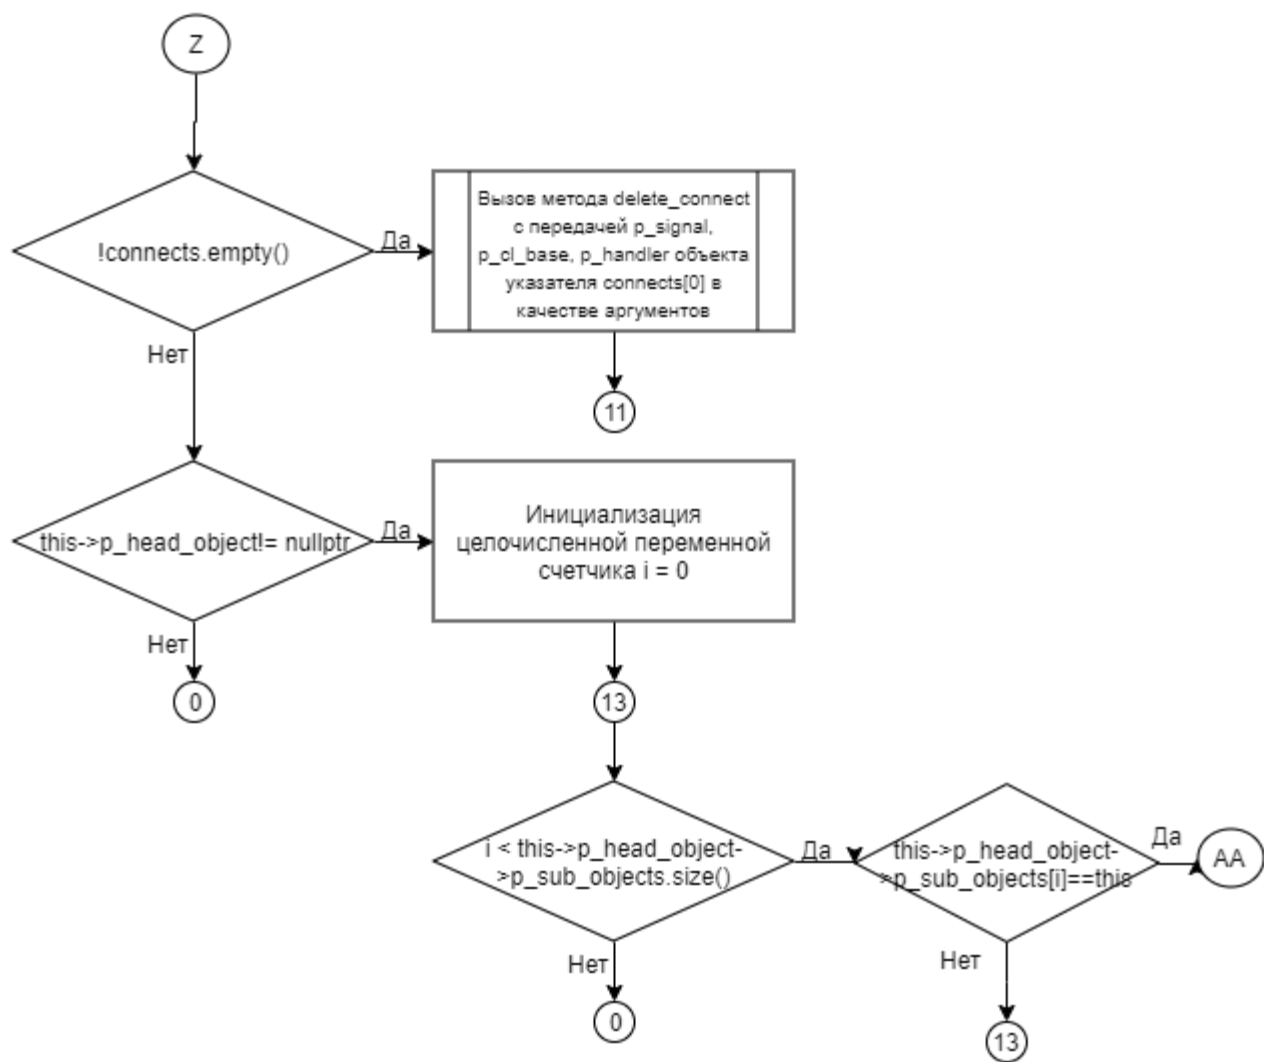 Z
!connects.empty()
Да
Вызов метода delete_connect
с передачей p_signal,
p_cl_base, p_handler объекта
указателя connects[0] в
качестве аргументов
Нет
11
this->p_head_object!= nullptr
Да
Инициализация
целочисленной переменной
счетчика i = 0
Нет
0
13
i < this->p_head_object-
>p_sub_objects.size()
Да
this->p_head_object-
>p_sub_objects[i]==this
Да
AA
Нет
0
Нет
13